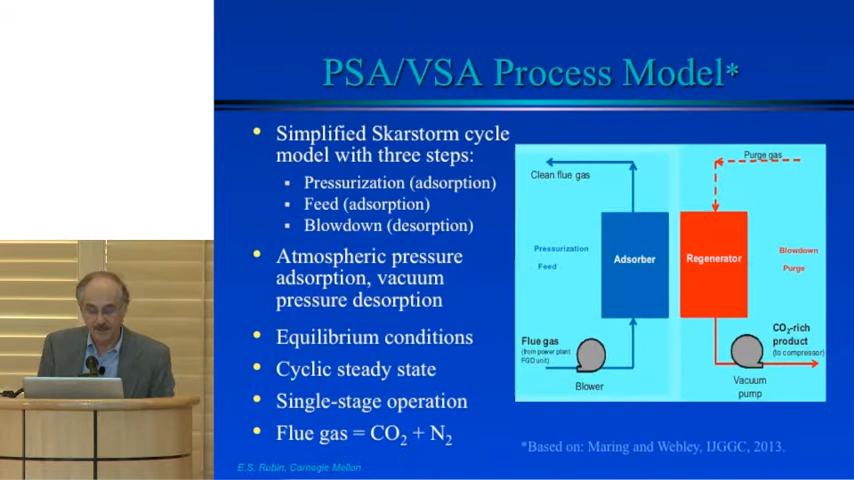 PSA/VSA Process Model*
• Simplified Skarstorm cycle
model with three steps:
▪ Pressurization (adsorption)
▪ Feed (adsorption)
▪ Blowdown (desorption)
• Atmospheric pressure
adsorption, vacuum
pressure desorption
• Equilibrium conditions
• Cyclic steady state
• Single-stage operation
• Flue gas = CO₂ + N₂
Purge gas
Clean flue gas
Pressurization
Feed
Adsorber
Regenerator
Blowdown
Purge
Flue gas
(from power plant
FGD unit)
Blower
Vacuum
pump
CO₂-rich
product
(to compressor)
*Based on: Maring and Webley, IJGGC, 2013.
E.S. Rubin, Carnegie Mellon